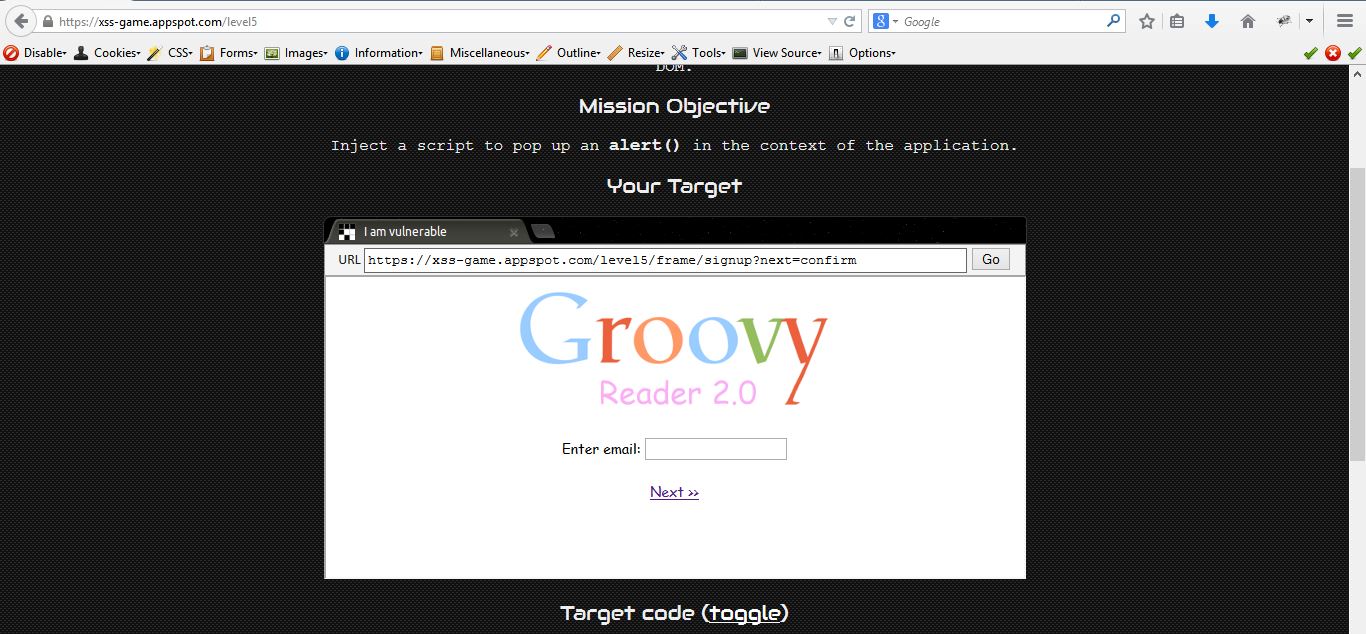 https://xss-game.appspot.com/level5
Google
Disable Cookies CSS Forms Images Information Miscellaneous Outline Resize Tools View Source Options
DOM.
Mission Objective
Inject a script to pop up an alert() in the context of the application.
Your Target
I am vulnerable
URL https://xss-game.appspot.com/level5/frame/signup?next=confirm Go
Groovy
Reader 2.0
Enter email:
Next >>
Target code (toggle)